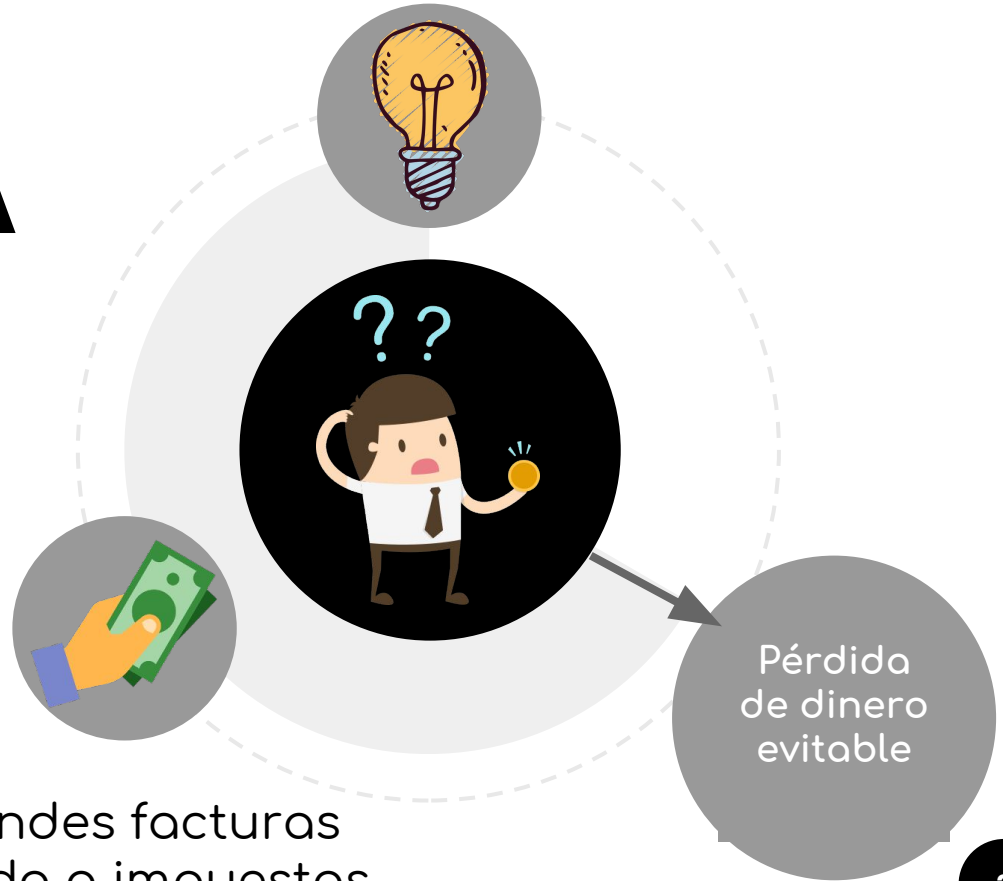 A
? ?
Pérdida
de dinero
evitable
ndes facturas